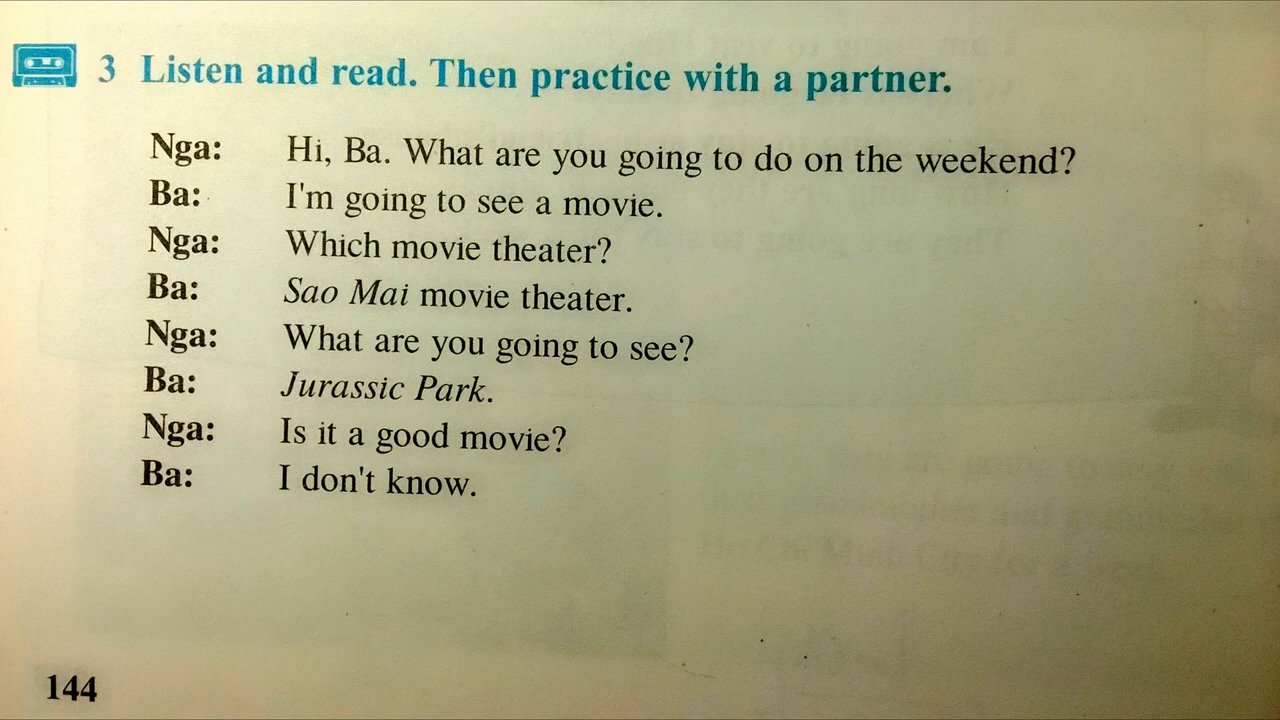 3 Listen and read. Then practice with a partner.
Nga: Hi, Ba. What are you going to do on the weekend?
Ba: I'm going to see a movie.
Nga: Which movie theater?
Ba: Sao Mai movie theater.
Nga: What are you going to see?
Ba: Jurassic Park.
Nga: Is it a good movie?
Ba: I don't know.
144